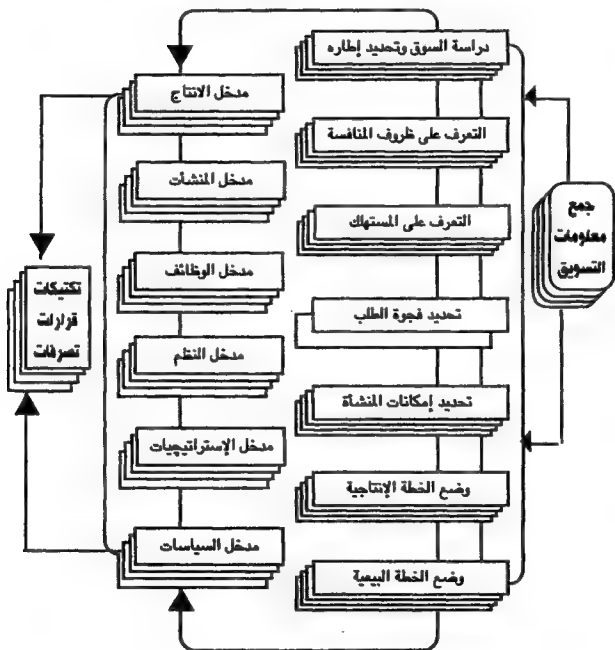 دراسة السوق وتحديد إطاره
التعرف على ظروف المنافسة
التعرف على المستهلك
تحديد فجوة الطلب
تحديد إمكانات المنشأة
وضع الخطة الإنتاجية
وضع الخطة البيعية
جمع
معلومات
التسويق
مدخل الانتاج
مدخل المنشأت
مدخل الوظائف
مدخل النظم
مدخل الإستراتيجيات
مدخل السياسات
تكتيكات
قرارات
تصرفات